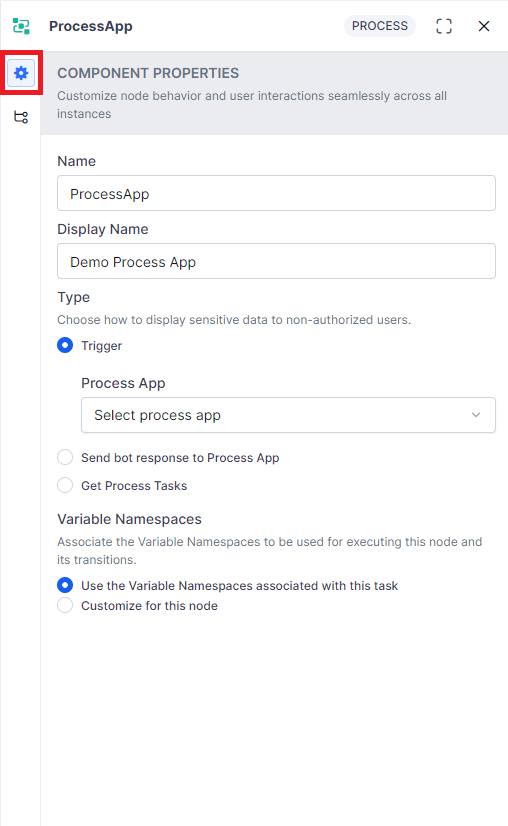 ProcessApp
PROCESS
COMPONENT PROPERTIES
Customize node behavior and user interactions seamlessly across all
instances
Name
ProcessApp
Display Name
Demo Process App
Type
Choose how to display sensitive data to non-authorized users.
Trigger
Process App
Select process app
Send bot response to Process App
Get Process Tasks
Variable Namespaces
Associate the Variable Namespaces to be used for executing this node and
its transitions.
Use the Variable Namespaces associated with this task
Customize for this node